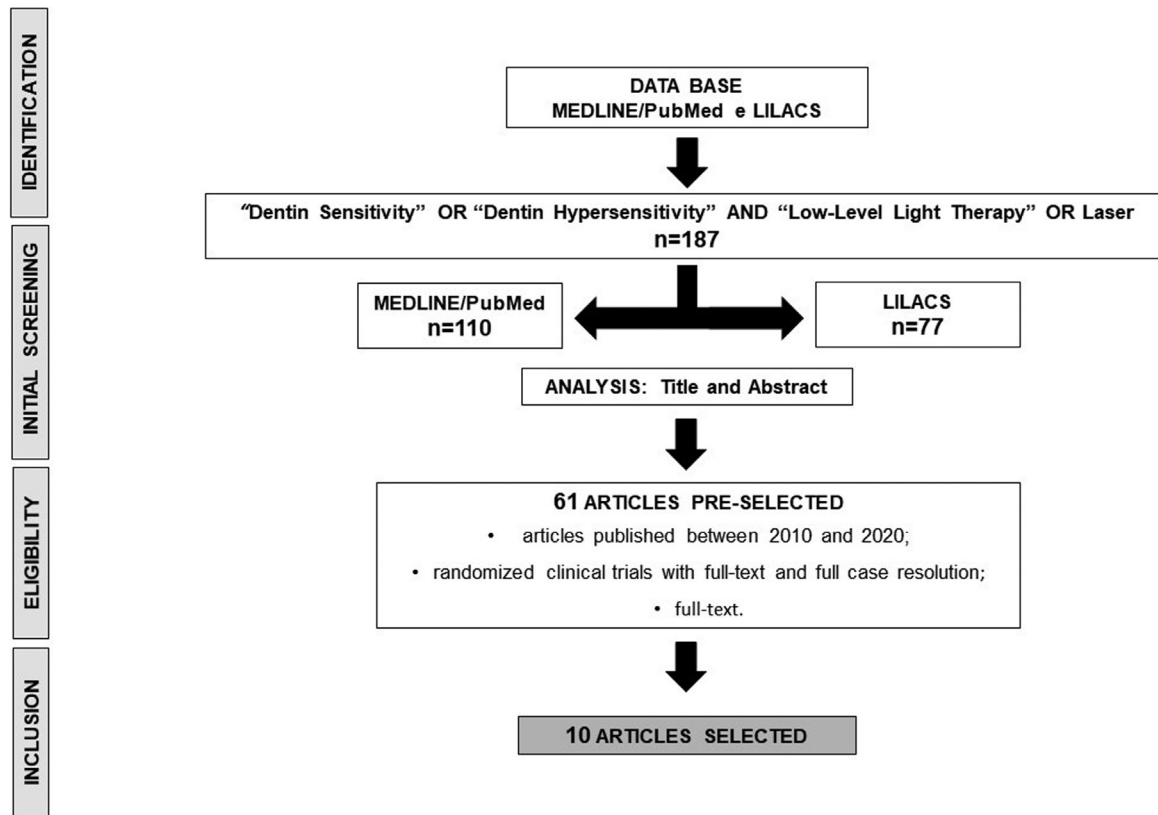 IDENTIFICATION
DATA BASE
MEDLINE/PubMed e LILACS
“Dentin Sensitivity” OR “Dentin Hypersensitivity” AND “Low-Level Light Therapy” OR Laser
n=187
INITIAL SCREENING
MEDLINE/PubMed
n=110
LILACS
n=77
ANALYSIS: Title and Abstract
ELIGIBILITY
61 ARTICLES PRE-SELECTED
• articles published between 2010 and 2020;
• randomized clinical trials with full-text and full case resolution;
• full-text.
INCLUSION
10 ARTICLES SELECTED